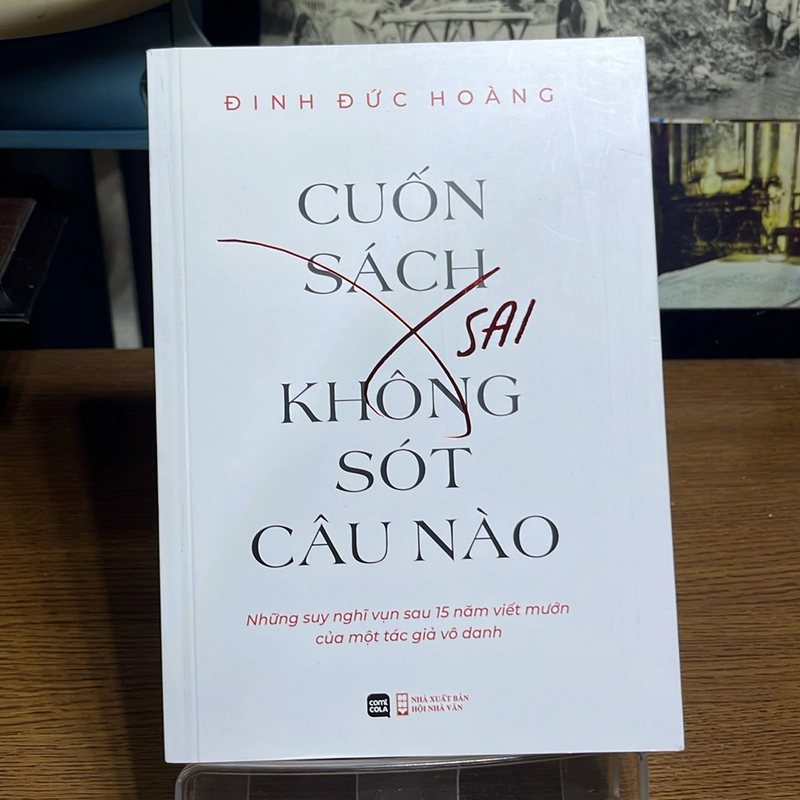 ĐINH ĐỨC HOÀNG
CUỐN
SÁCH
SAI
KHÔNG
SÓT
CÂU NÀO
Những suy nghĩ vụn sau 15 năm viết mướn
của một tác giả vô danh
COMÉ
COLA
NHÀ XUẤT BẢN
HỘI NHÀ VĂN